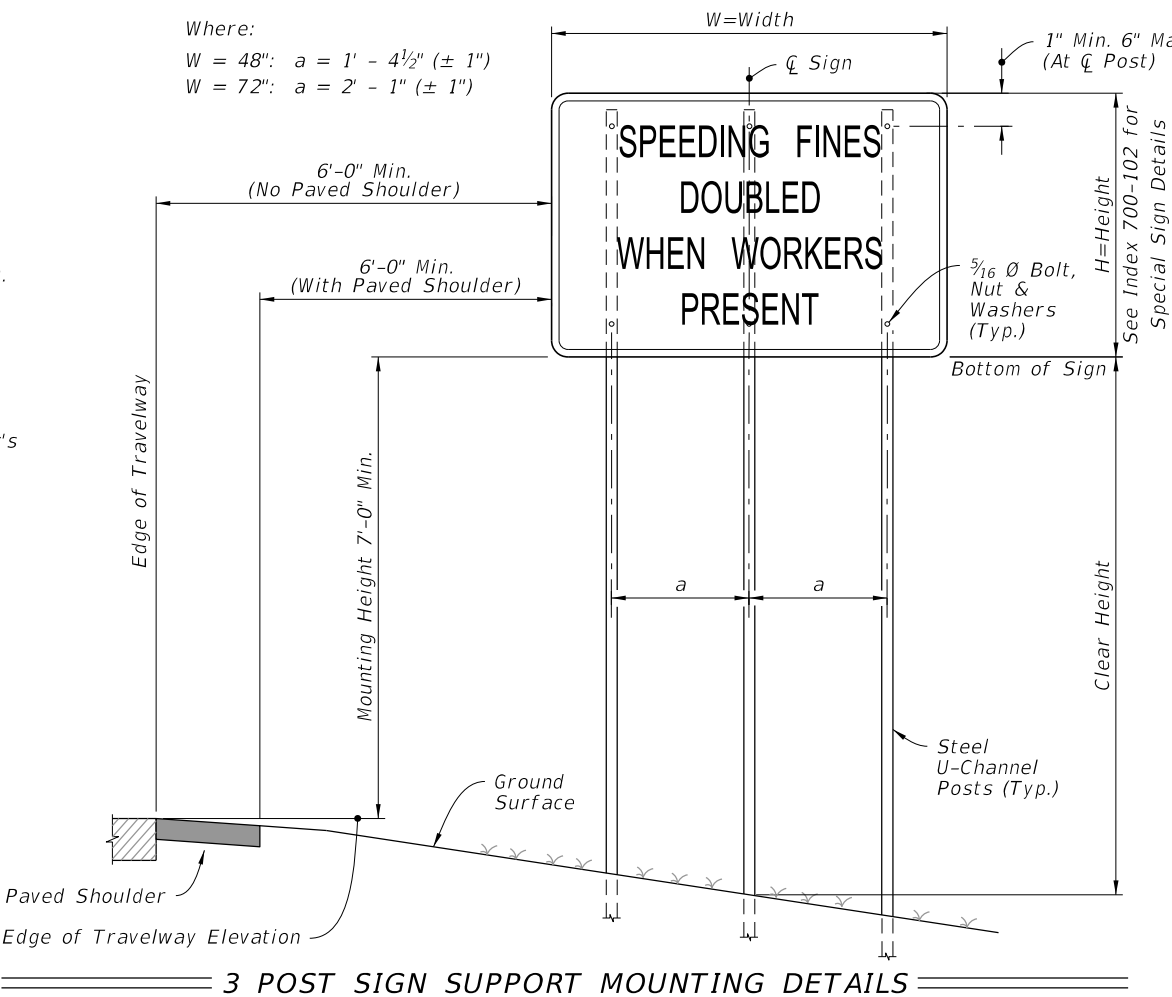 Where:
W = 48": a = 1' - 4½" (± 1")
W = 72": a = 2' - 1" (± 1")
W=Width
℄ Sign
1" Min. 6"
(At ℄ Post)
SPEEDING FINES
DOUBLED
WHEN WORKERS
PRESENT
6'-0" Min.
(No Paved Shoulder)
6'-0" Min.
(With Paved Shoulder)
H=Height
See Index 700-102 for
Special Sign Details
5/16 Ø Bolt,
Nut &
Washers
(Typ.)
Bottom of Sign
's
Edge of Travelway
Mounting Height 7'-0" Min.
a
a
Clear Height
Steel
U-Channel
Posts (Typ.)
Ground
Surface
Paved Shoulder
Edge of Travelway Elevation
3 POST SIGN SUPPORT MOUNTING DETAILS